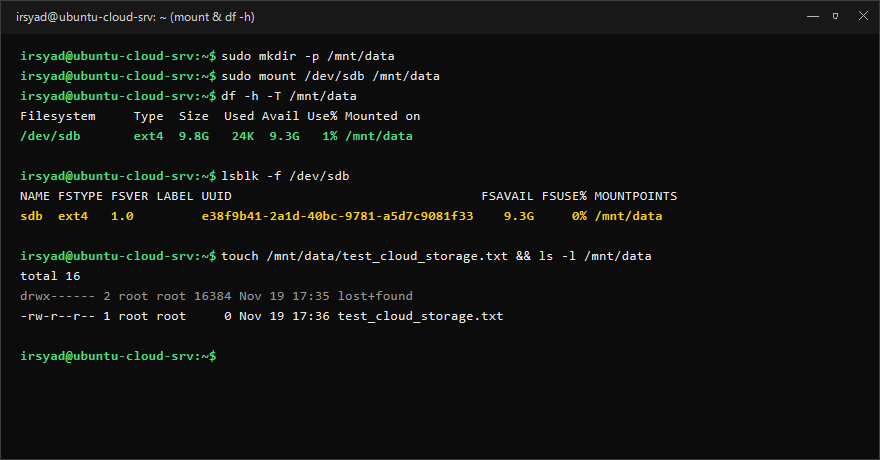 irsyad@ubuntu-cloud-srv: ~ (mount & df -h)
irsyad@ubuntu-cloud-srv:~$ sudo mkdir -p /mnt/data
irsyad@ubuntu-cloud-srv:~$ sudo mount /dev/sdb /mnt/data
irsyad@ubuntu-cloud-srv:~$ df -h -T /mnt/data
Filesystem     Type  Size  Used Avail Use% Mounted on
/dev/sdb       ext4  9.8G   24K  9.3G   1% /mnt/data
irsyad@ubuntu-cloud-srv:~$ lsblk -f /dev/sdb
NAME FSTYPE FSVER LABEL UUID                                 FSAVAIL FSUSE% MOUNTPOINTS
sdb  ext4   1.0         e38f9b41-2a1d-40bc-9781-a5d7c9081f33    9.3G     0% /mnt/data
irsyad@ubuntu-cloud-srv:~$ touch /mnt/data/test_cloud_storage.txt && ls -l /mnt/data
total 16
drwx------ 2 root root 16384 Nov 19 17:35 lost+found
-rw-r--r-- 1 root root     0 Nov 19 17:36 test_cloud_storage.txt
irsyad@ubuntu-cloud-srv:~$